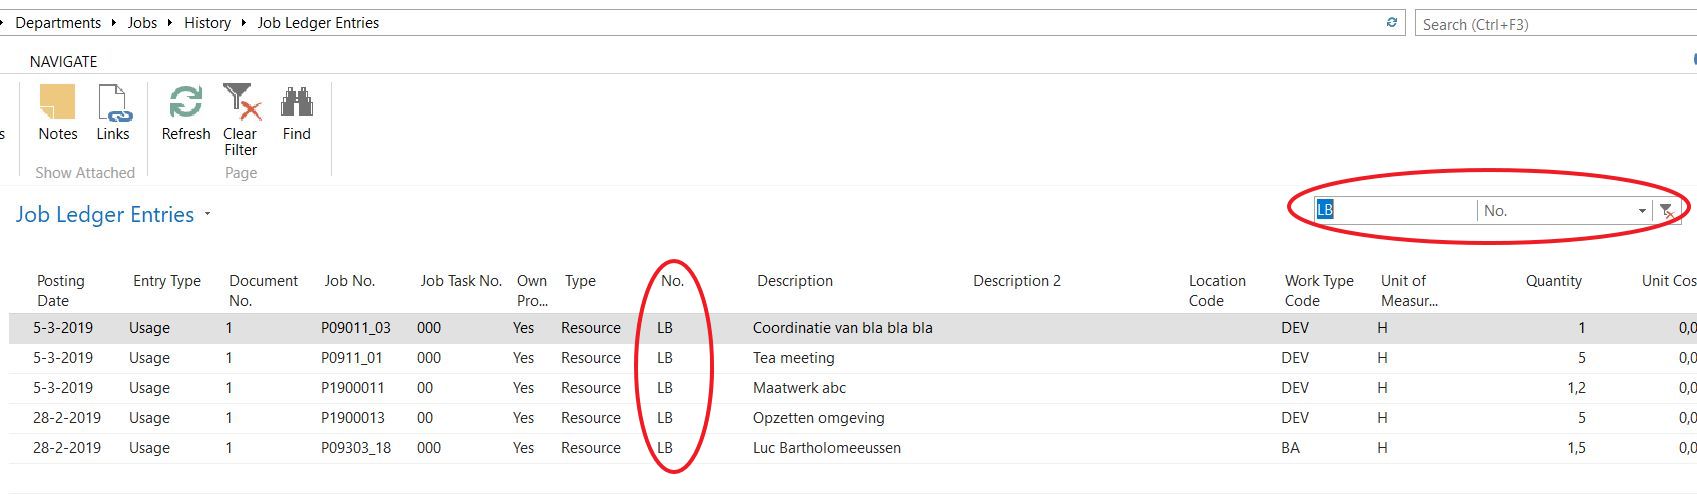 Departments ▸ Jobs ▸ History ▸ Job Ledger Entries
Search (Ctrl+F3)
NAVIGATE
s
Notes Links Refresh Clear Filter Find
Show Attached Page
Job Ledger Entries
LB No.
Posting Date Entry Type Document No. Job No. Job Task No. Own Pro... Type No. Description Description 2 Location Code Work Type Code Unit of Measur... Quantity Unit Cos
5-3-2019 Usage 1 P09011_03 000 Yes Resource LB Coordinatie van bla bla bla DEV H 1 0,0
5-3-2019 Usage 1 P0911_01 000 Yes Resource LB Tea meeting DEV H 5 0,0
5-3-2019 Usage 1 P1900011 00 Yes Resource LB Maatwerk abc DEV H 1,2 0,0
28-2-2019 Usage 1 P1900013 00 Yes Resource LB Opzetten omgeving DEV H 5 0,0
28-2-2019 Usage 1 P09303_18 000 Yes Resource LB Luc Bartholomeeussen BA H 1,5 0,0